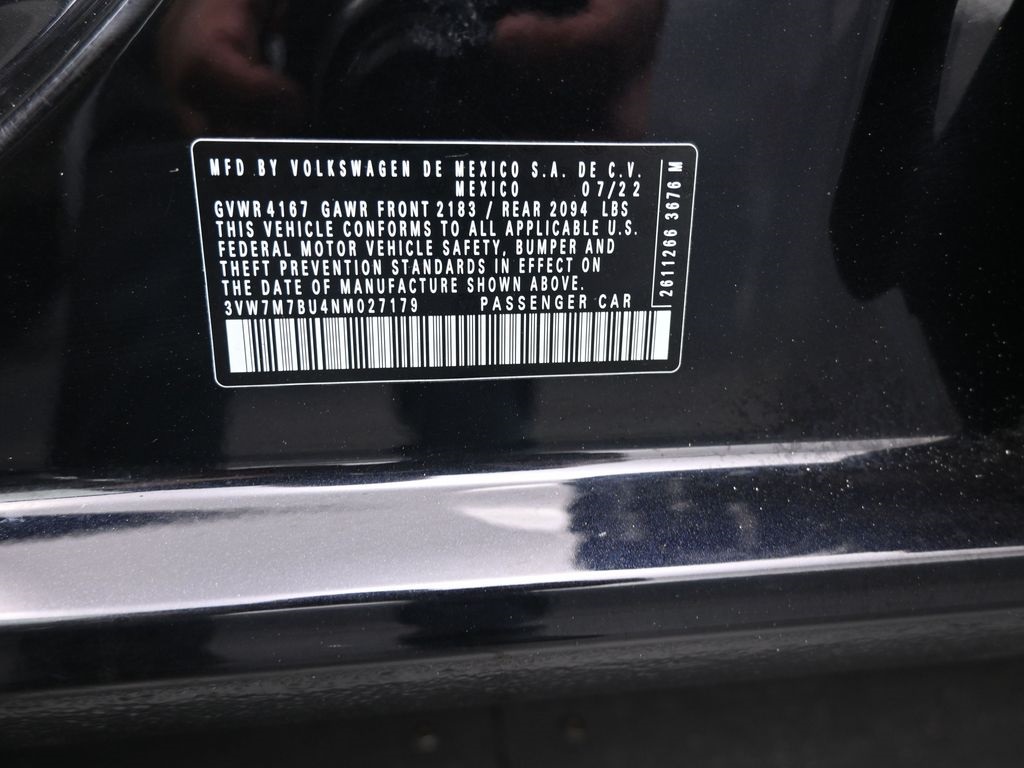 MFD BY VOLKSWAGEN DE MEXICO S.A. DE C.V.
MEXICO 07/22
GVWR 4167 GAWR FRONT 2183 / REAR 2094 LBS
THIS VEHICLE CONFORMS TO ALL APPLICABLE U.S.
FEDERAL MOTOR VEHICLE SAFETY, BUMPER AND
THEFT PREVENTION STANDARDS IN EFFECT ON
THE DATE OF MANUFACTURE SHOWN ABOVE.
3VW7M7BU4NM027179 PASSENGER CAR
2611266 3676 M